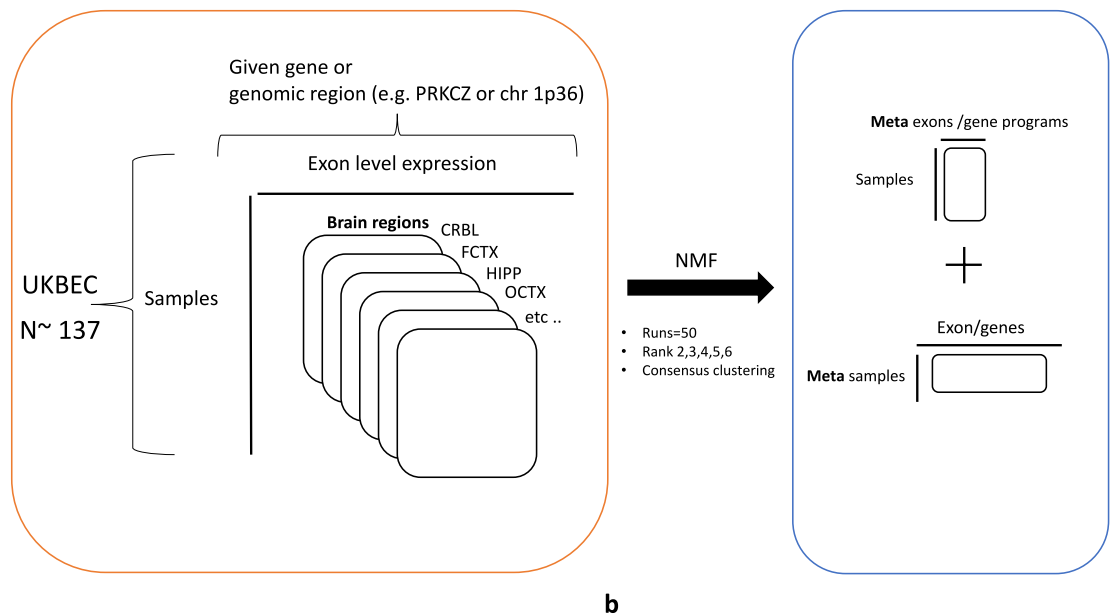 Given gene or
genomic region (e.g. PRKCZ or chr 1p36)
Exon level expression
Brain regions
CRBL
FCTX
HIPP
OCTX
etc ..
UKBEC
N~ 137
Samples
NMF
• Runs=50
• Rank 2,3,4,5,6
• Consensus clustering
Meta exons /gene programs
Samples
Exon/genes
Meta samples
b